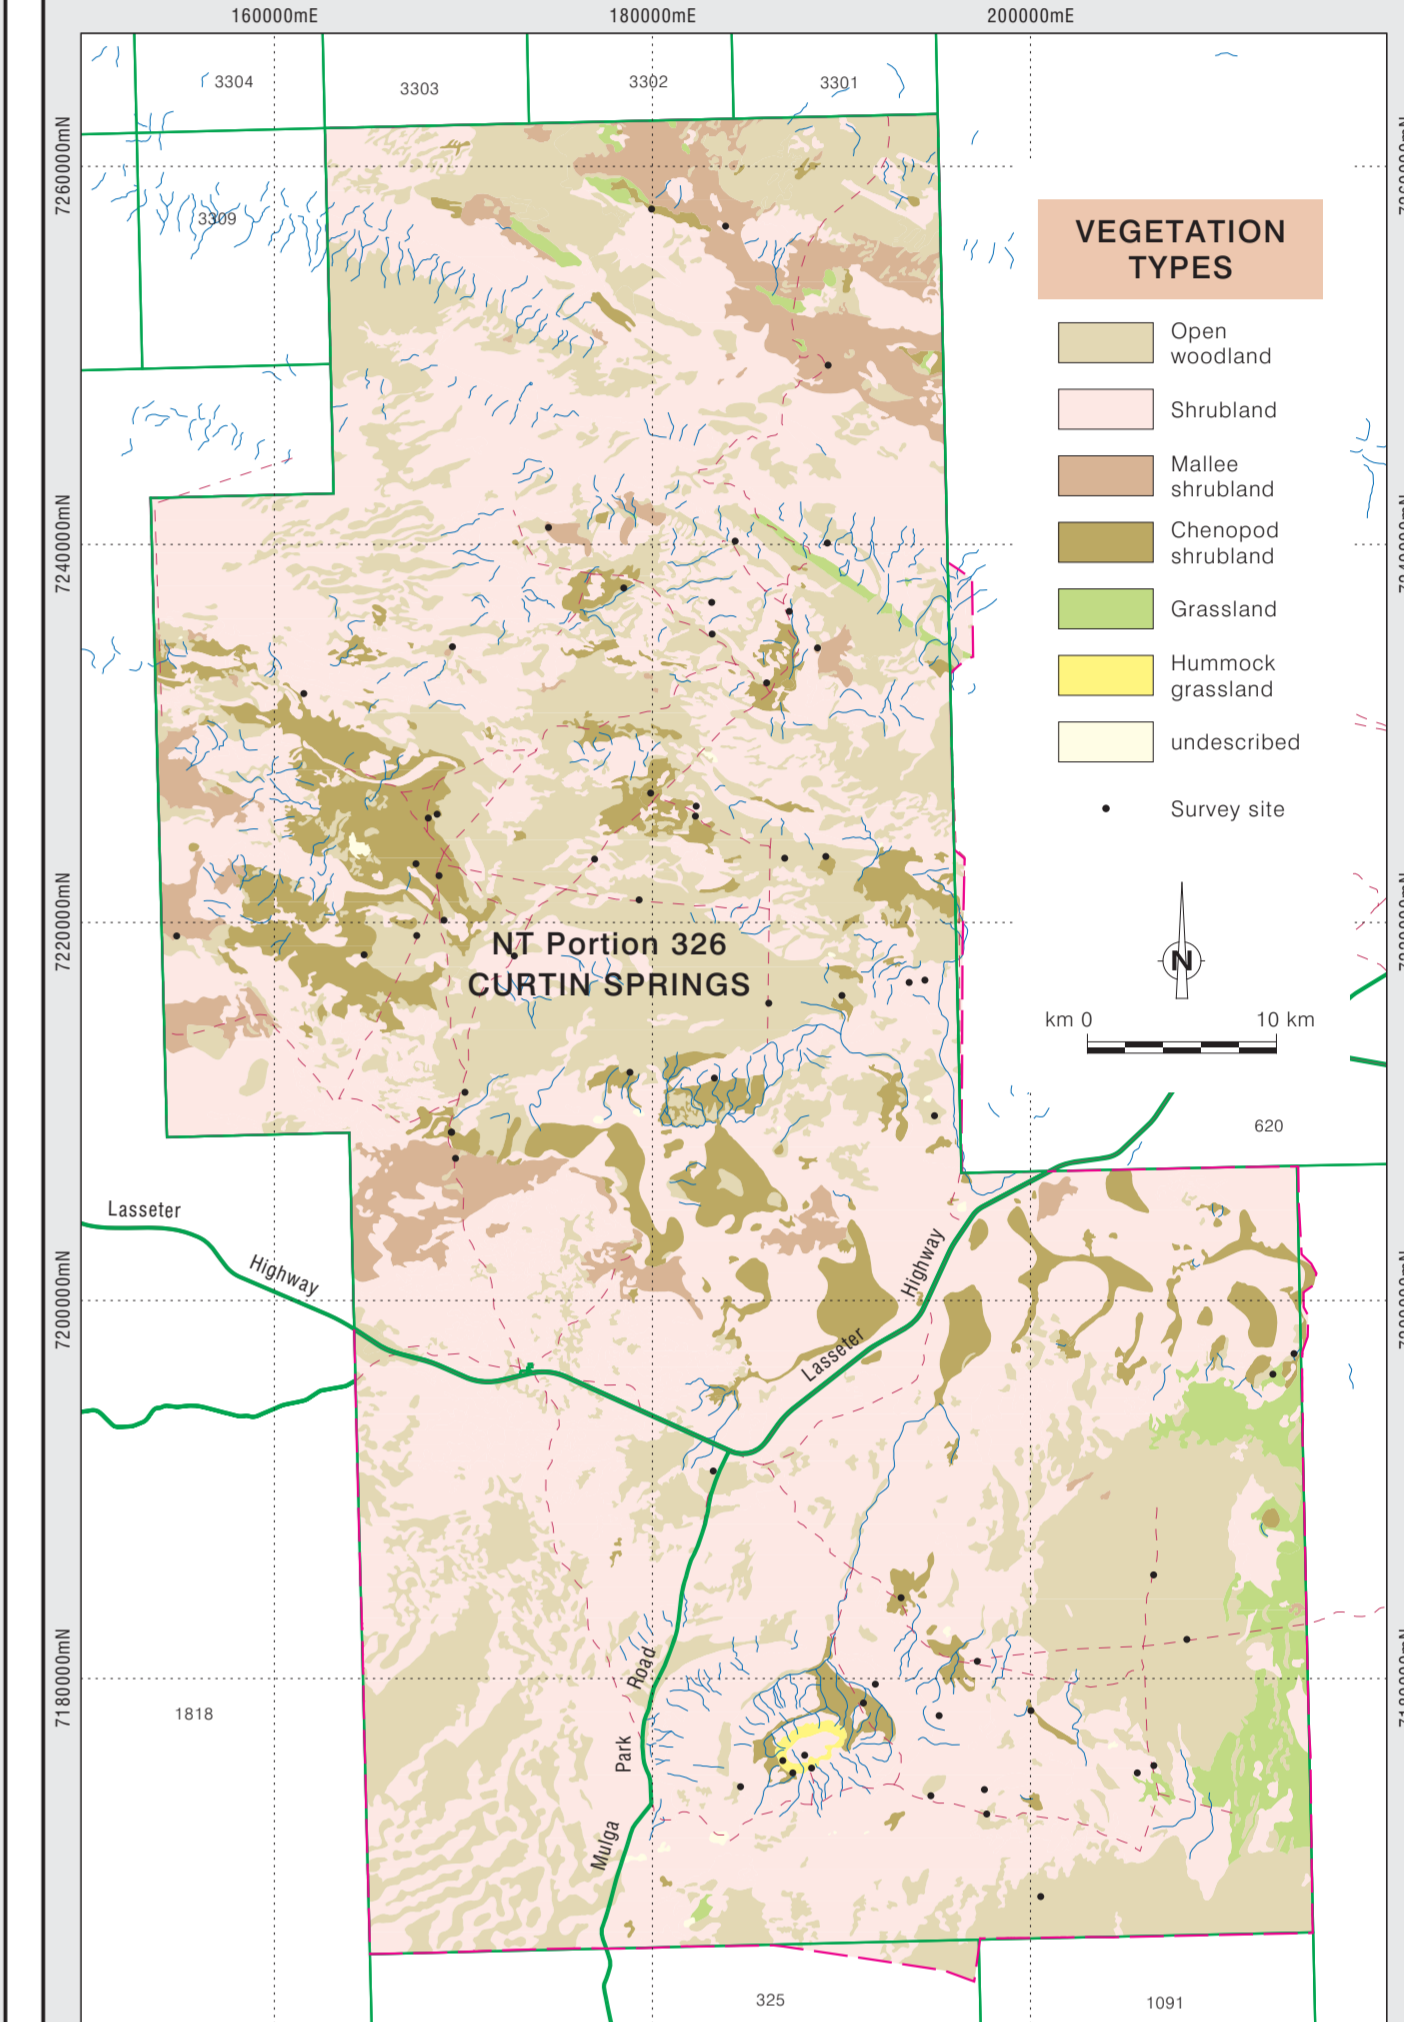 160000mE
180000mE
200000mE
3304
3303
3302
3301
7260000mN
3309
VEGETATION
TYPES
Open
woodland
Shrubland
Mallee
shrubland
Chenopod
shrubland
Grassland
Hummock
grassland
undescribed
Survey site
7240000mN
7220000mN
NT Portion 326
CURTIN SPRINGS
N
km 0
10 km
620
Lasseter
Highway
Highway
Lasseter
7200000mN
Road
Park
Mulga
7180000mN
1818
325
1091